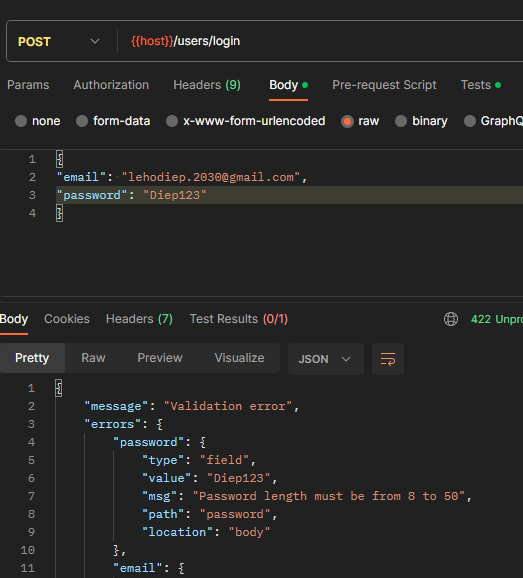 POST {{host}}/users/login
Params Authorization Headers (9) Body Pre-request Script Tests
none form-data x-www-form-urlencoded raw binary GraphQ
1 {
2 "email": "lehodiep.2030@gmail.com",
3 "password": "Diep123"
4 }
Body Cookies Headers (7) Test Results (0/1) 422 Unpro
Pretty Raw Preview Visualize JSON
1 {
2 "message": "Validation error",
3 "errors": {
4 "password": {
5 "type": "field",
6 "value": "Diep123",
7 "msg": "Password length must be from 8 to 50",
8 "path": "password",
9 "location": "body"
10 },
11 "email": {